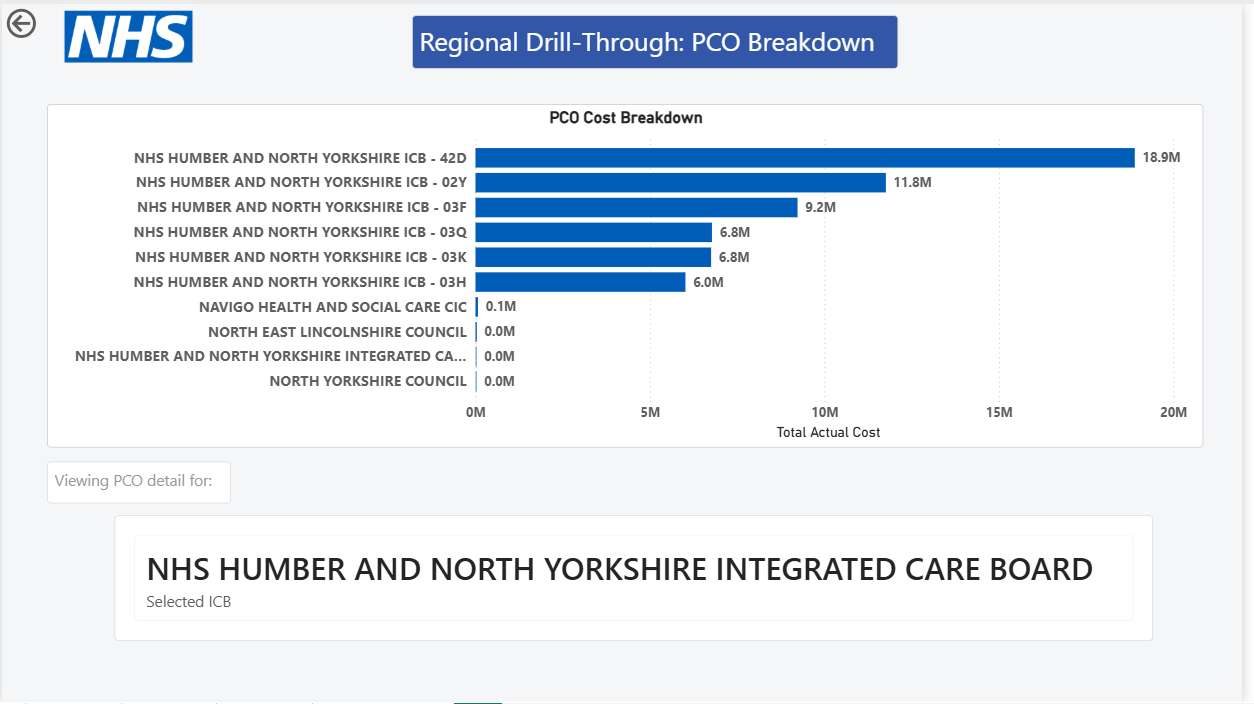 NHS
Regional Drill-Through: PCO Breakdown
PCO Cost Breakdown
NHS HUMBER AND NORTH YORKSHIRE ICB - 42D 18.9M
NHS HUMBER AND NORTH YORKSHIRE ICB - 02Y 11.8M
NHS HUMBER AND NORTH YORKSHIRE ICB - 03F 9.2M
NHS HUMBER AND NORTH YORKSHIRE ICB - 03Q 6.8M
NHS HUMBER AND NORTH YORKSHIRE ICB - 03K 6.8M
NHS HUMBER AND NORTH YORKSHIRE ICB - 03H 6.0M
NAVIGO HEALTH AND SOCIAL CARE CIC 0.1M
NORTH EAST LINCOLNSHIRE COUNCIL 0.0M
NHS HUMBER AND NORTH YORKSHIRE INTEGRATED CA... 0.0M
NORTH YORKSHIRE COUNCIL 0.0M
0M 5M 10M 15M 20M
Total Actual Cost
Viewing PCO detail for:
NHS HUMBER AND NORTH YORKSHIRE INTEGRATED CARE BOARD
Selected ICB